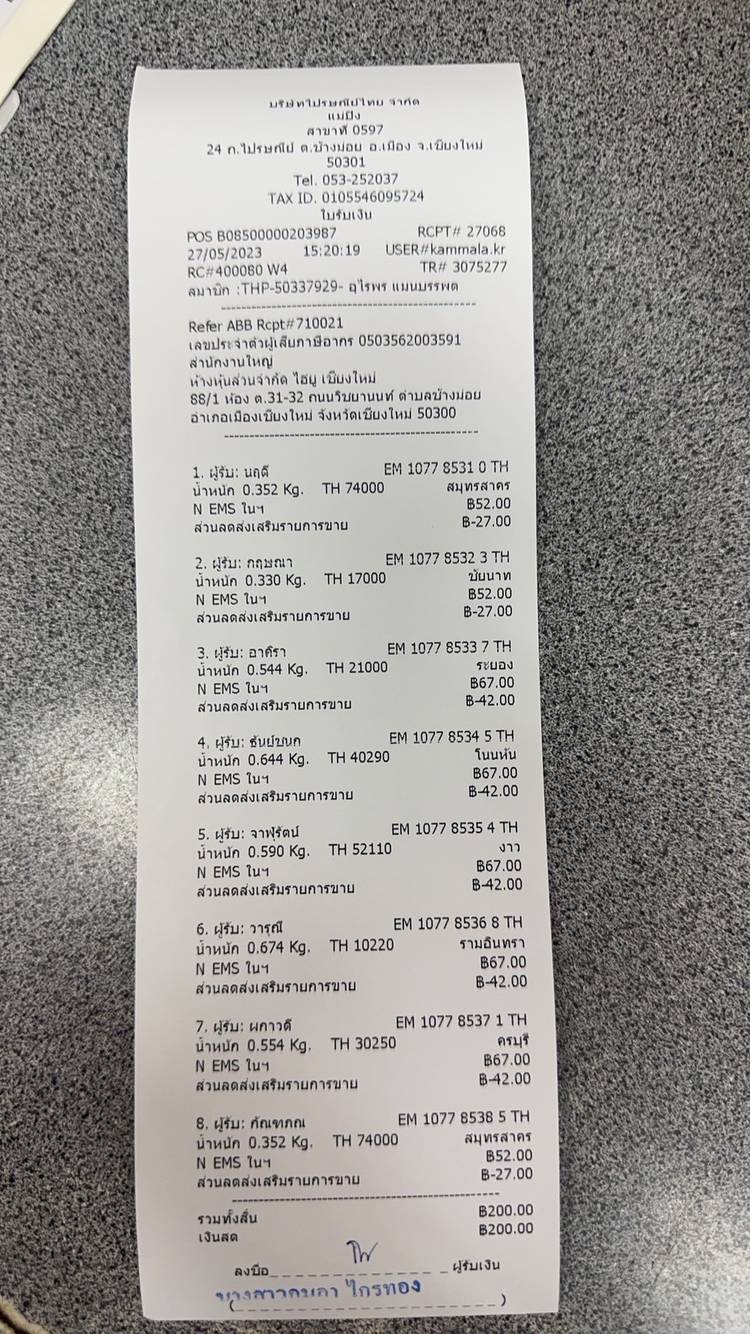 บริษัทไปรษณีย์ไทย จำกัด
แม่ปิง
สาขาที่ 0597
24 ถ.ไปรษณีย์ ต.ช้างม่อย อ.เมือง จ.เชียงใหม่
50301
Tel. 053-252037
TAX ID. 0105546095724
ใบรับเงิน
POS B08500000203987 RCPT# 27068
27/05/2023 15:20:19 USER#kammala.kr
RC#400080 W4 TR# 3075277
สมาชิก :THP-50337929- อุไรพร แมนบรรพต
Refer ABB Rcpt#710021
เลขประจำตัวผู้เสียภาษีอากร 0503562003591
สำนักงานใหญ่
ห้างหุ้นส่วนจำกัด ไฮยู เชียงใหม่
88/1 ห้อง ต.31-32 ถนนวิชยานนท์ ตำบลช้างม่อย
อำเภอเมืองเชียงใหม่ จังหวัดเชียงใหม่ 50300
1. ผู้รับ: นฤดี EM 1077 8531 0 TH
น้ำหนัก 0.352 Kg. TH 74000 สมุทรสาคร
N EMS ในฯ ฿52.00
ส่วนลดส่งเสริมรายการขาย ฿-27.00
2. ผู้รับ: กฤษณา EM 1077 8532 3 TH
น้ำหนัก 0.330 Kg. TH 17000 ชัยนาท
N EMS ในฯ ฿52.00
ส่วนลดส่งเสริมรายการขาย ฿-27.00
3. ผู้รับ: อาคิรา EM 1077 8533 7 TH
น้ำหนัก 0.544 Kg. TH 21000 ระยอง
N EMS ในฯ ฿67.00
ส่วนลดส่งเสริมรายการขาย ฿-42.00
4. ผู้รับ: ธันย์ชนก EM 1077 8534 5 TH
น้ำหนัก 0.644 Kg. TH 40290 โนนหัน
N EMS ในฯ ฿67.00
ส่วนลดส่งเสริมรายการขาย ฿-42.00
5. ผู้รับ: จาฬุรัตน์ EM 1077 8535 4 TH
น้ำหนัก 0.590 Kg. TH 52110 งาว
N EMS ในฯ ฿67.00
ส่วนลดส่งเสริมรายการขาย ฿-42.00
6. ผู้รับ: วารุณี EM 1077 8536 8 TH
น้ำหนัก 0.674 Kg. TH 10220 รามอินทรา
N EMS ในฯ ฿67.00
ส่วนลดส่งเสริมรายการขาย ฿-42.00
7. ผู้รับ: ผกาวดี EM 1077 8537 1 TH
น้ำหนัก 0.554 Kg. TH 30250 ครบุรี
N EMS ในฯ ฿67.00
ส่วนลดส่งเสริมรายการขาย ฿-42.00
8. ผู้รับ: กัณฑภณ EM 1077 8538 5 TH
น้ำหนัก 0.352 Kg. TH 74000 สมุทรสาคร
N EMS ในฯ ฿52.00
ส่วนลดส่งเสริมรายการขาย ฿-27.00
รวมทั้งสิ้น ฿200.00
เงินสด ฿200.00
ลงชื่อ ผู้รับเงิน
ไกรทอง